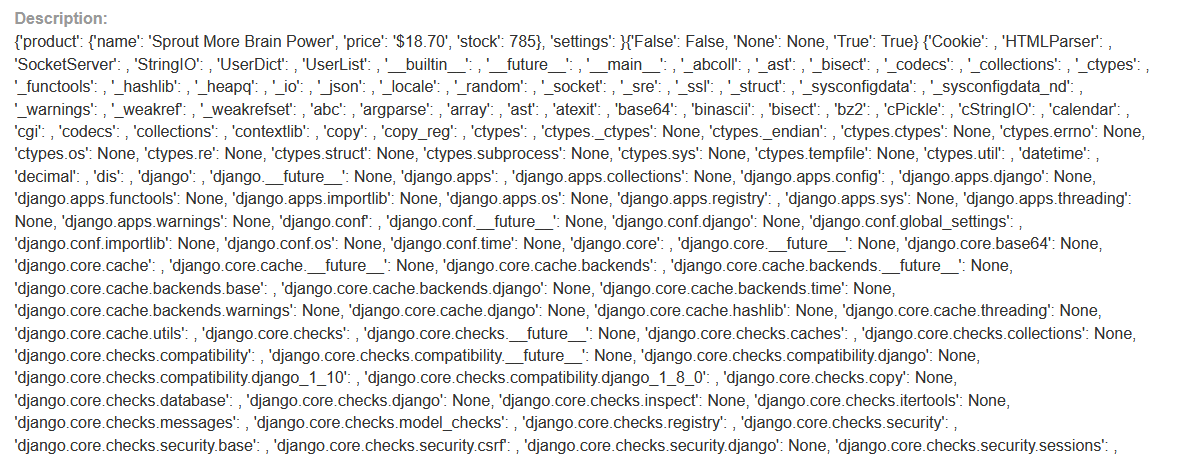 Description:
{'product': {'name': 'Sprout More Brain Power', 'price': '$18.70', 'stock': 785}, 'settings': }{'False': False, 'None': None, 'True': True} {'Cookie': , 'HTMLParser': ,
'SocketServer': , 'StringIO': , 'UserDict': , 'UserList': , '__builtin__': , '__future__': , '__main__': , '_abcoll': , '_ast': , '_bisect': , '_codecs': , '_collections': , '_ctypes': ,
'_functools': , '_hashlib': , '_heapq': , '_io': , '_json': , '_locale': , '_random': , '_socket': , '_sre': , '_ssl': , '_struct': , '_sysconfigdata': , '_sysconfigdata_nd': ,
'_warnings': , '_weakref': , '_weakrefset': , 'abc': , 'argparse': , 'array': , 'ast': , 'atexit': , 'base64': , 'binascii': , 'bisect': , 'bz2': , 'cPickle': , 'cStringIO': , 'calendar': ,
'cgi': , 'codecs': , 'collections': , 'contextlib': , 'copy': , 'copy_reg': , 'ctypes': , 'ctypes._ctypes': None, 'ctypes._endian': , 'ctypes.ctypes': None, 'ctypes.errno': None,
'ctypes.os': None, 'ctypes.re': None, 'ctypes.struct': None, 'ctypes.subprocess': None, 'ctypes.sys': None, 'ctypes.tempfile': None, 'ctypes.util': , 'datetime': ,
'decimal': , 'dis': , 'django': , 'django.__future__': None, 'django.apps': , 'django.apps.collections': None, 'django.apps.config': , 'django.apps.django': None,
'django.apps.functools': None, 'django.apps.importlib': None, 'django.apps.os': None, 'django.apps.registry': , 'django.apps.sys': None, 'django.apps.threading':
None, 'django.apps.warnings': None, 'django.conf': , 'django.conf.__future__': None, 'django.conf.django': None, 'django.conf.global_settings': ,
'django.conf.importlib': None, 'django.conf.os': None, 'django.conf.time': None, 'django.core': , 'django.core.__future__': None, 'django.core.base64': None,
'django.core.cache': , 'django.core.cache.__future__': None, 'django.core.cache.backends': , 'django.core.cache.backends.__future__': None,
'django.core.cache.backends.base': , 'django.core.cache.backends.django': None, 'django.core.cache.backends.time': None,
'django.core.cache.backends.warnings': None, 'django.core.cache.django': None, 'django.core.cache.hashlib': None, 'django.core.cache.threading': None,
'django.core.cache.utils': , 'django.core.checks': , 'django.core.checks.__future__': None, 'django.core.checks.caches': , 'django.core.checks.collections': None,
'django.core.checks.compatibility': , 'django.core.checks.compatibility.__future__': None, 'django.core.checks.compatibility.django': None,
'django.core.checks.compatibility.django_1_10': , 'django.core.checks.compatibility.django_1_8_0': , 'django.core.checks.copy': None,
'django.core.checks.database': , 'django.core.checks.django': None, 'django.core.checks.inspect': None, 'django.core.checks.itertools': None,
'django.core.checks.messages': , 'django.core.checks.model_checks': , 'django.core.checks.registry': , 'django.core.checks.security': ,
'django.core.checks.security.base': , 'django.core.checks.security.csrf': , 'django.core.checks.security.django': None, 'django.core.checks.security.sessions': ,